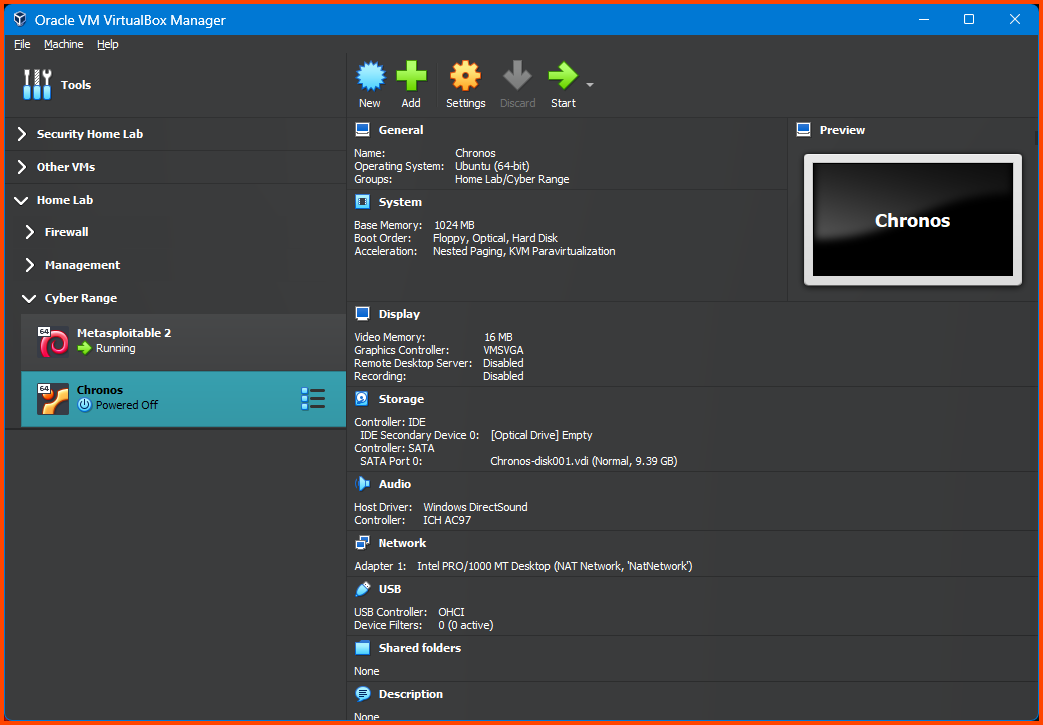 Oracle VM VirtualBox Manager
File Machine Help
Tools
New Add Settings Discard Start
Security Home Lab
Other VMs
Home Lab
Firewall
Management
Cyber Range
64
Metasploitable 2
Running
64
Chronos
Powered Off
General
Name: Chronos
Operating System: Ubuntu (64-bit)
Groups: Home Lab/Cyber Range
Preview
Chronos
System
Base Memory: 1024 MB
Boot Order: Floppy, Optical, Hard Disk
Acceleration: Nested Paging, KVM Paravirtualization
Display
Video Memory: 16 MB
Graphics Controller: VMSVGA
Remote Desktop Server: Disabled
Recording: Disabled
Storage
Controller: IDE
IDE Secondary Device 0: [Optical Drive] Empty
Controller: SATA
SATA Port 0: Chronos-disk001.vdi (Normal, 9.39 GB)
Audio
Host Driver: Windows DirectSound
Controller: ICH AC97
Network
Adapter 1: Intel PRO/1000 MT Desktop (NAT Network, 'NatNetwork')
USB
USB Controller: OHCI
Device Filters: 0 (0 active)
Shared folders
None
Description
None